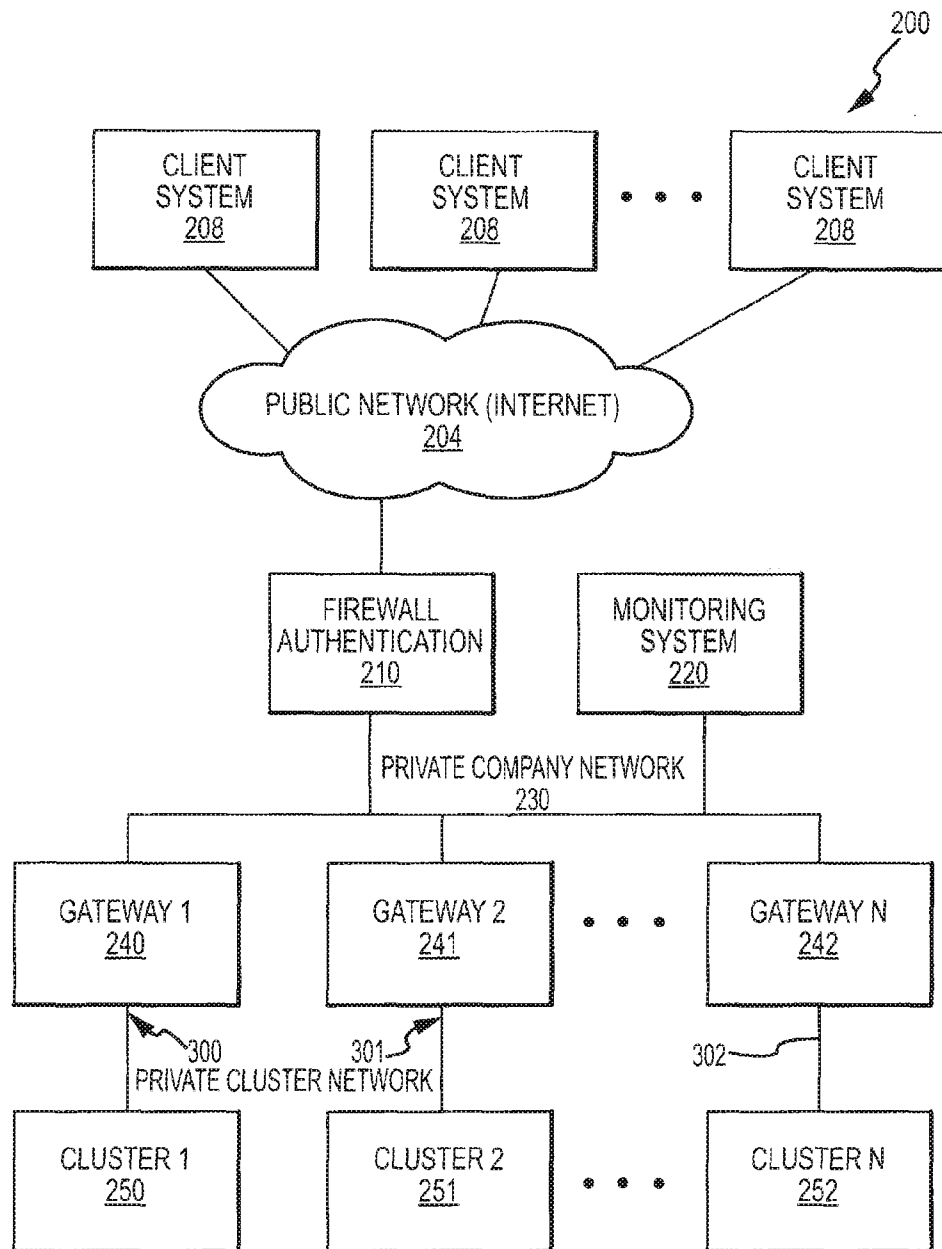 200
CLIENT
SYSTEM
208
CLIENT
SYSTEM
208
CLIENT
SYSTEM
208
PUBLIC NETWORK (INTERNET)
204
FIREWALL
AUTHENTICATION
210
MONITORING
SYSTEM
220
PRIVATE COMPANY NETWORK
230
GATEWAY 1
240
GATEWAY 2
241
GATEWAY N
242
300
301
302
PRIVATE CLUSTER NETWORK
CLUSTER 1
250
CLUSTER 2
251
CLUSTER N
252